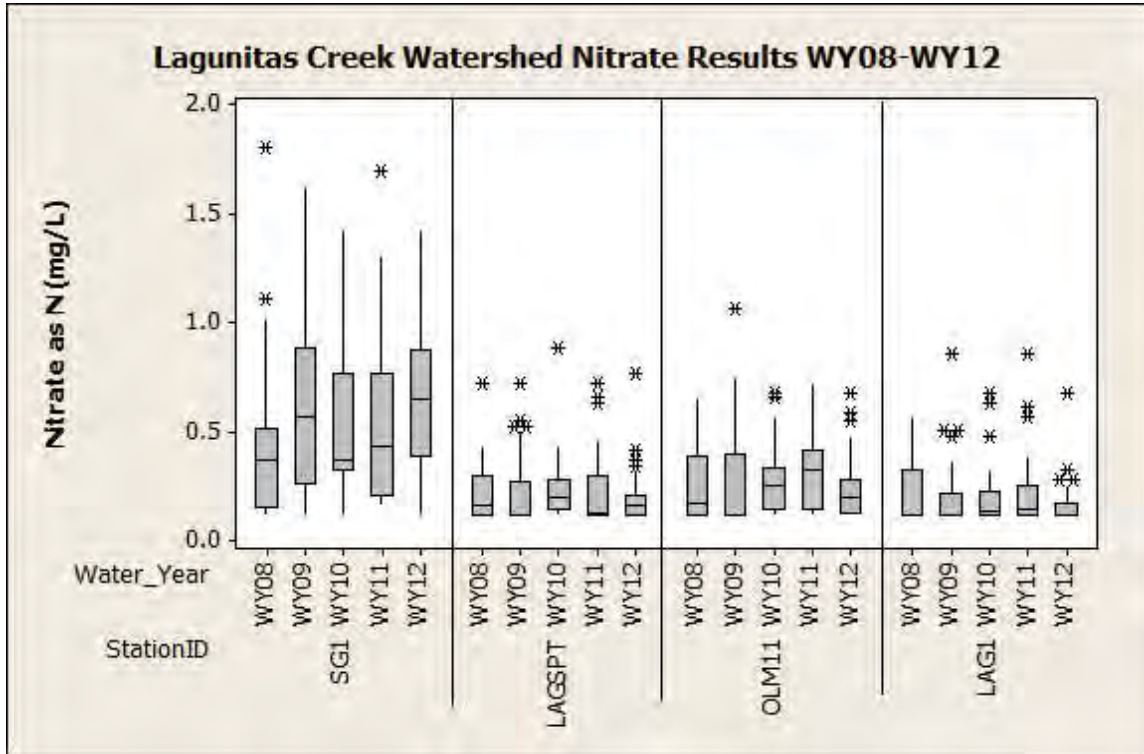 Lagunitas Creek Watershed Nitrate Results WY08-WY12
Nitrate as N (mg/L)
2.0
1.5
1.0
0.5
0.0
Water_Year
WY08 WY09 WY10 WY11 WY12 WY08 WY09 WY10 WY11 WY12 WY08 WY09 WY10 WY11 WY12 WY08 WY09 WY10 WY11 WY12
StationID
SG1 LAGSPT OLM11 LAG1